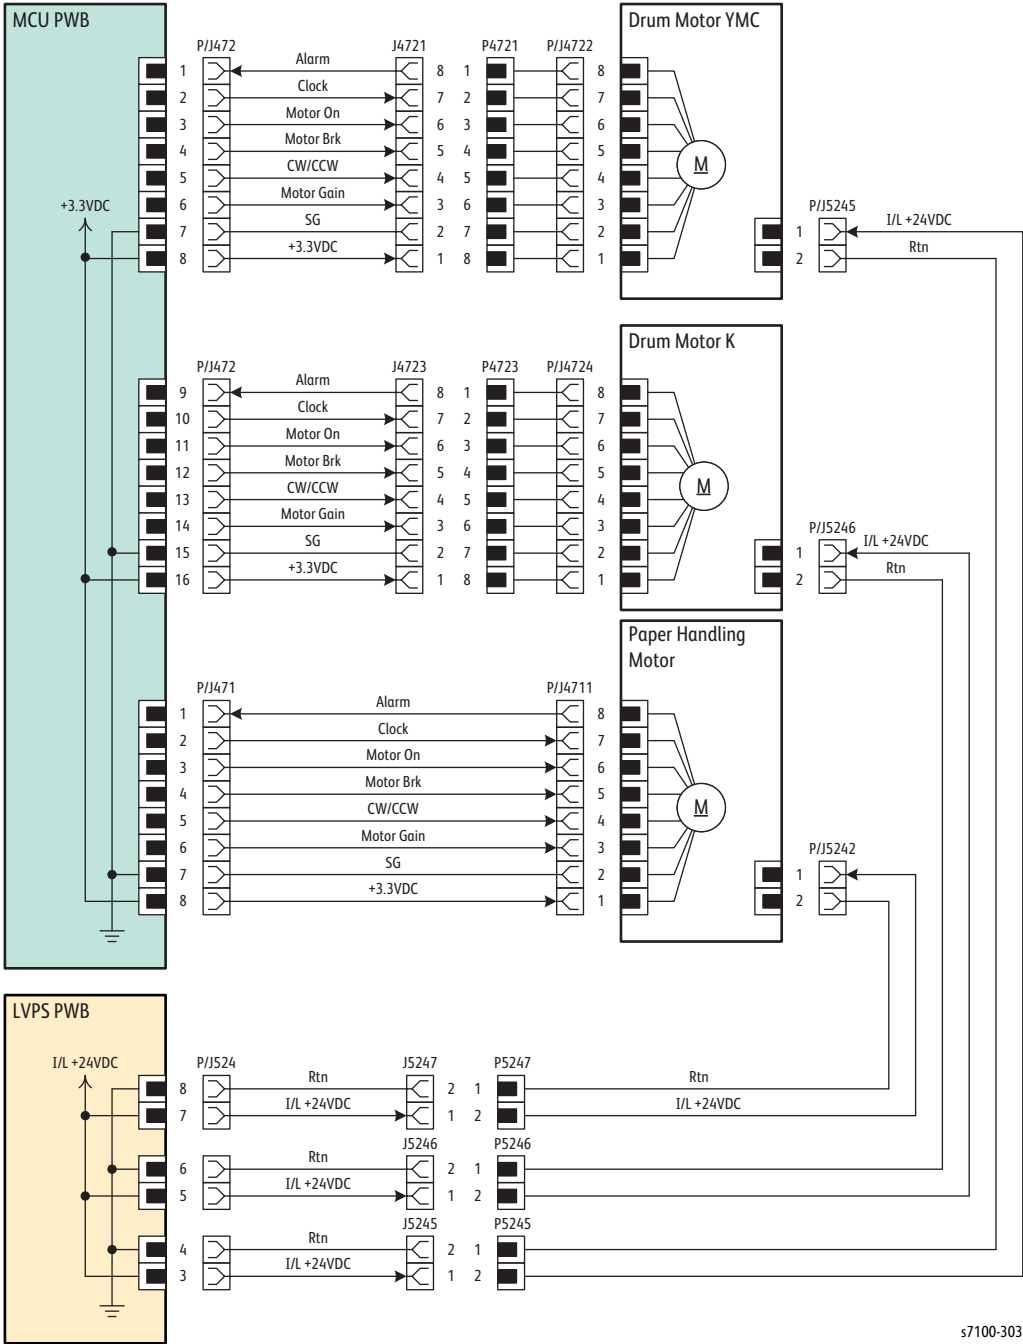 MCU PWB
Drum Motor YMC
P/J472 J4721 P4721 P/J4722
1 Alarm 8 1 8
2 Clock 7 2 7
3 Motor On 6 3 6
4 Motor Brk 5 4 5
M
5 CW/CCW 4 5 4
+3.3VDC 6 Motor Gain 3 6 3 P/J5245
7 SG 2 7 2 1 I/L +24VDC
8 +3.3VDC 1 8 1 2 Rtn
Drum Motor K
P/J472 J4723 P4723 P/J4724
9 Alarm 8 1 8
10 Clock 7 2 7
11 Motor On 6 3 6
12 Motor Brk 5 4 5
M
13 CW/CCW 4 5 4
14 Motor Gain 3 6 3 P/J5246
15 SG 2 7 2 1 I/L +24VDC
16 +3.3VDC 1 8 1 2 Rtn
Paper Handling
Motor
P/J471 P/J4711
1 Alarm 8
2 Clock 7
3 Motor On 6
4 Motor Brk 5
M
5 CW/CCW 4
6 Motor Gain 3 P/J5242
7 SG 2 1
8 +3.3VDC 1 2
LVPS PWB
I/L +24VDC P/J524 J5247 P5247
8 Rtn 2 1 Rtn
7 I/L +24VDC 1 2 I/L +24VDC
J5246 P5246
6 Rtn 2 1
5 I/L +24VDC 1 2
J5245 P5245
4 Rtn 2 1
3 I/L +24VDC 1 2
s7100-303